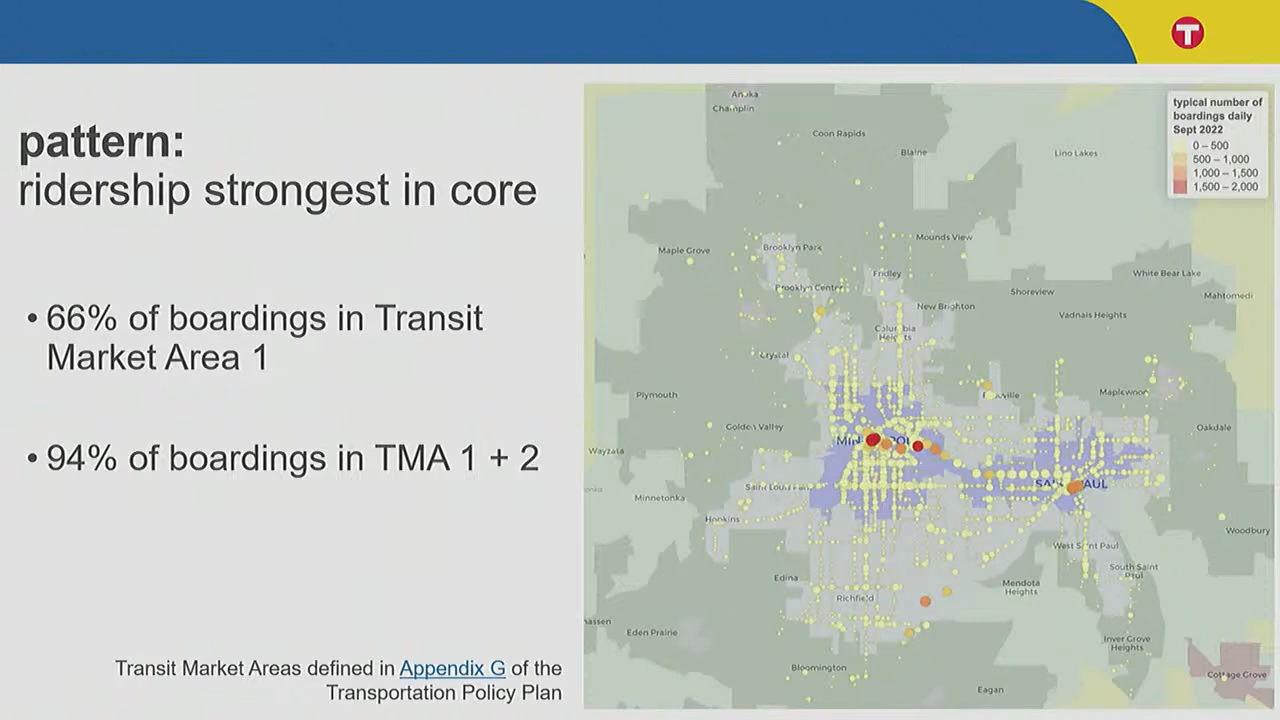 T
pattern:
ridership strongest in core
• 66% of boardings in Transit
Market Area 1
• 94% of boardings in TMA 1 + 2
Transit Market Areas defined in Appendix G of the
Transportation Policy Plan
typical number of
boardings daily
Sept 2022
0 – 500
500 – 1,000
1,000 – 1,500
1,500 – 2,000
Anoka
Champlin
Coon Rapids
Blaine
Lino Lakes
Mounds View
Maple Grove
Brooklyn Park
Fridley
White Bear Lake
Brooklyn Center
Shoreview
Mahtomedi
New Brighton
Vadnais Heights
Columbia
Heights
Crystal
Plymouth
Maplewood
Golden Valley
Oakdale
Wayzata
Minnetonka
Hopkins
Woodbury
West Saint Paul
South Saint
Paul
Edina
Mendota
Heights
Richfield
Eden Prairie
Inver Grove
Heights
Bloomington
Cottage Grove
Eagan